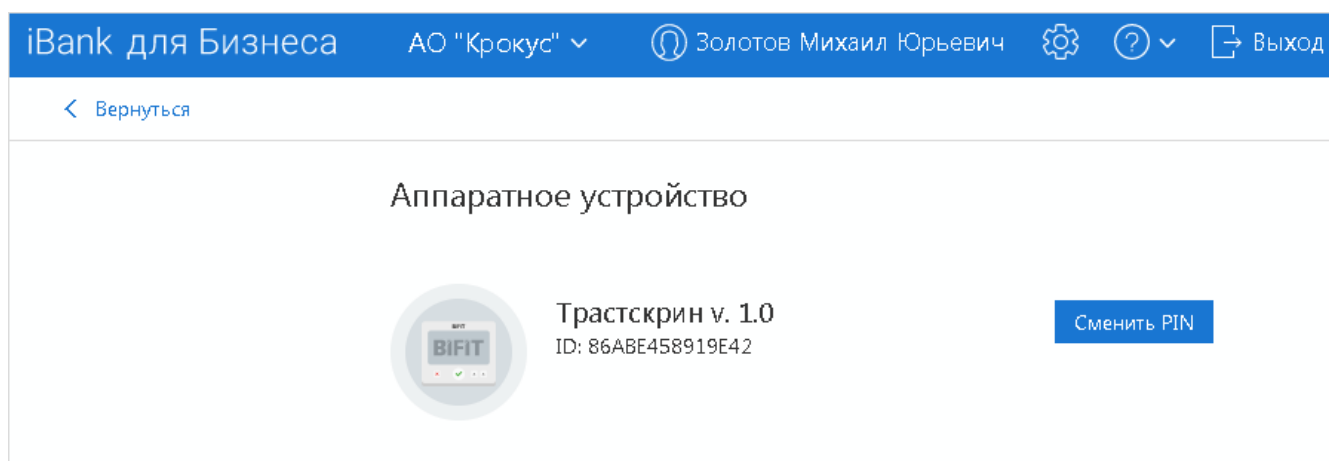 iBank для Бизнеса АО "Крокус" Золотов Михаил Юрьевич ? Выход
Вернуться
Аппаратное устройство
BIFIT
BIFIT
Трастскрин v. 1.0
ID: 86ABE458919E42
Сменить PIN